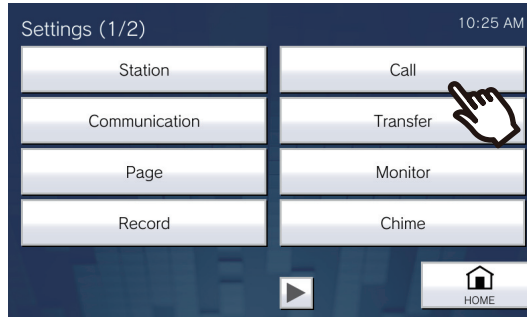 Settings (1/2)
10:25 AM
Station
Call
Communication
Transfer
Page
Monitor
Record
Chime
HOME